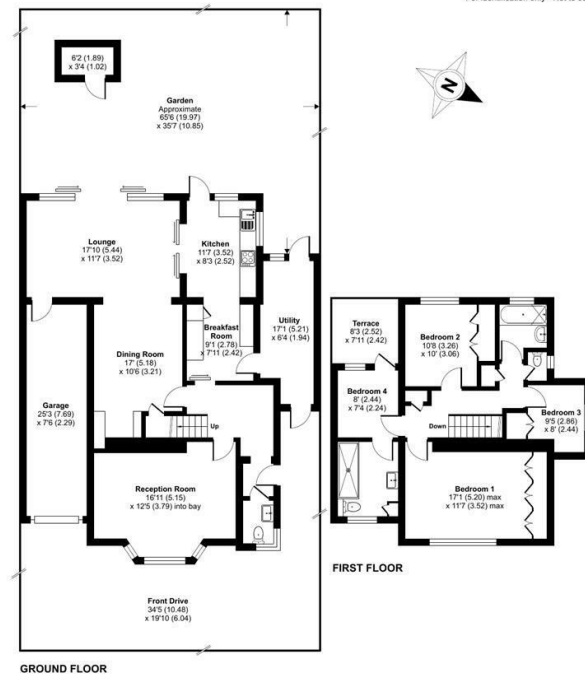 6'2 (1.89)
x 3'4 (1.02)
Garden
Approximate
65'6 (19.97)
x 35'7 (10.85)
N
Lounge
17'10 (5.44)
x 11'7 (3.52)
Kitchen
11'7 (3.52)
x 8'3 (2.52)
Utility
17'1 (5.21)
x 6'4 (1.94)
Breakfast
Room
9'1 (2.78)
x 7'11 (2.42)
Dining Room
17' (5.18)
x 10'6 (3.21)
Garage
25'3 (7.69)
x 7'6 (2.29)
Up
Reception Room
16'11 (5.15)
x 12'5 (3.79) into bay
Front Drive
34'5 (10.48)
x 19'10 (6.04)
GROUND FLOOR
Terrace
8'3 (2.52)
x 7'11 (2.42)
Bedroom 2
10'8 (3.26)
x 10' (3.06)
Bedroom 4
8' (2.44)
x 7'4 (2.24)
Down
Bedroom 3
9'5 (2.86)
x 8' (2.44)
Bedroom 1
17'1 (5.20) max
x 11'7 (3.52) max
FIRST FLOOR